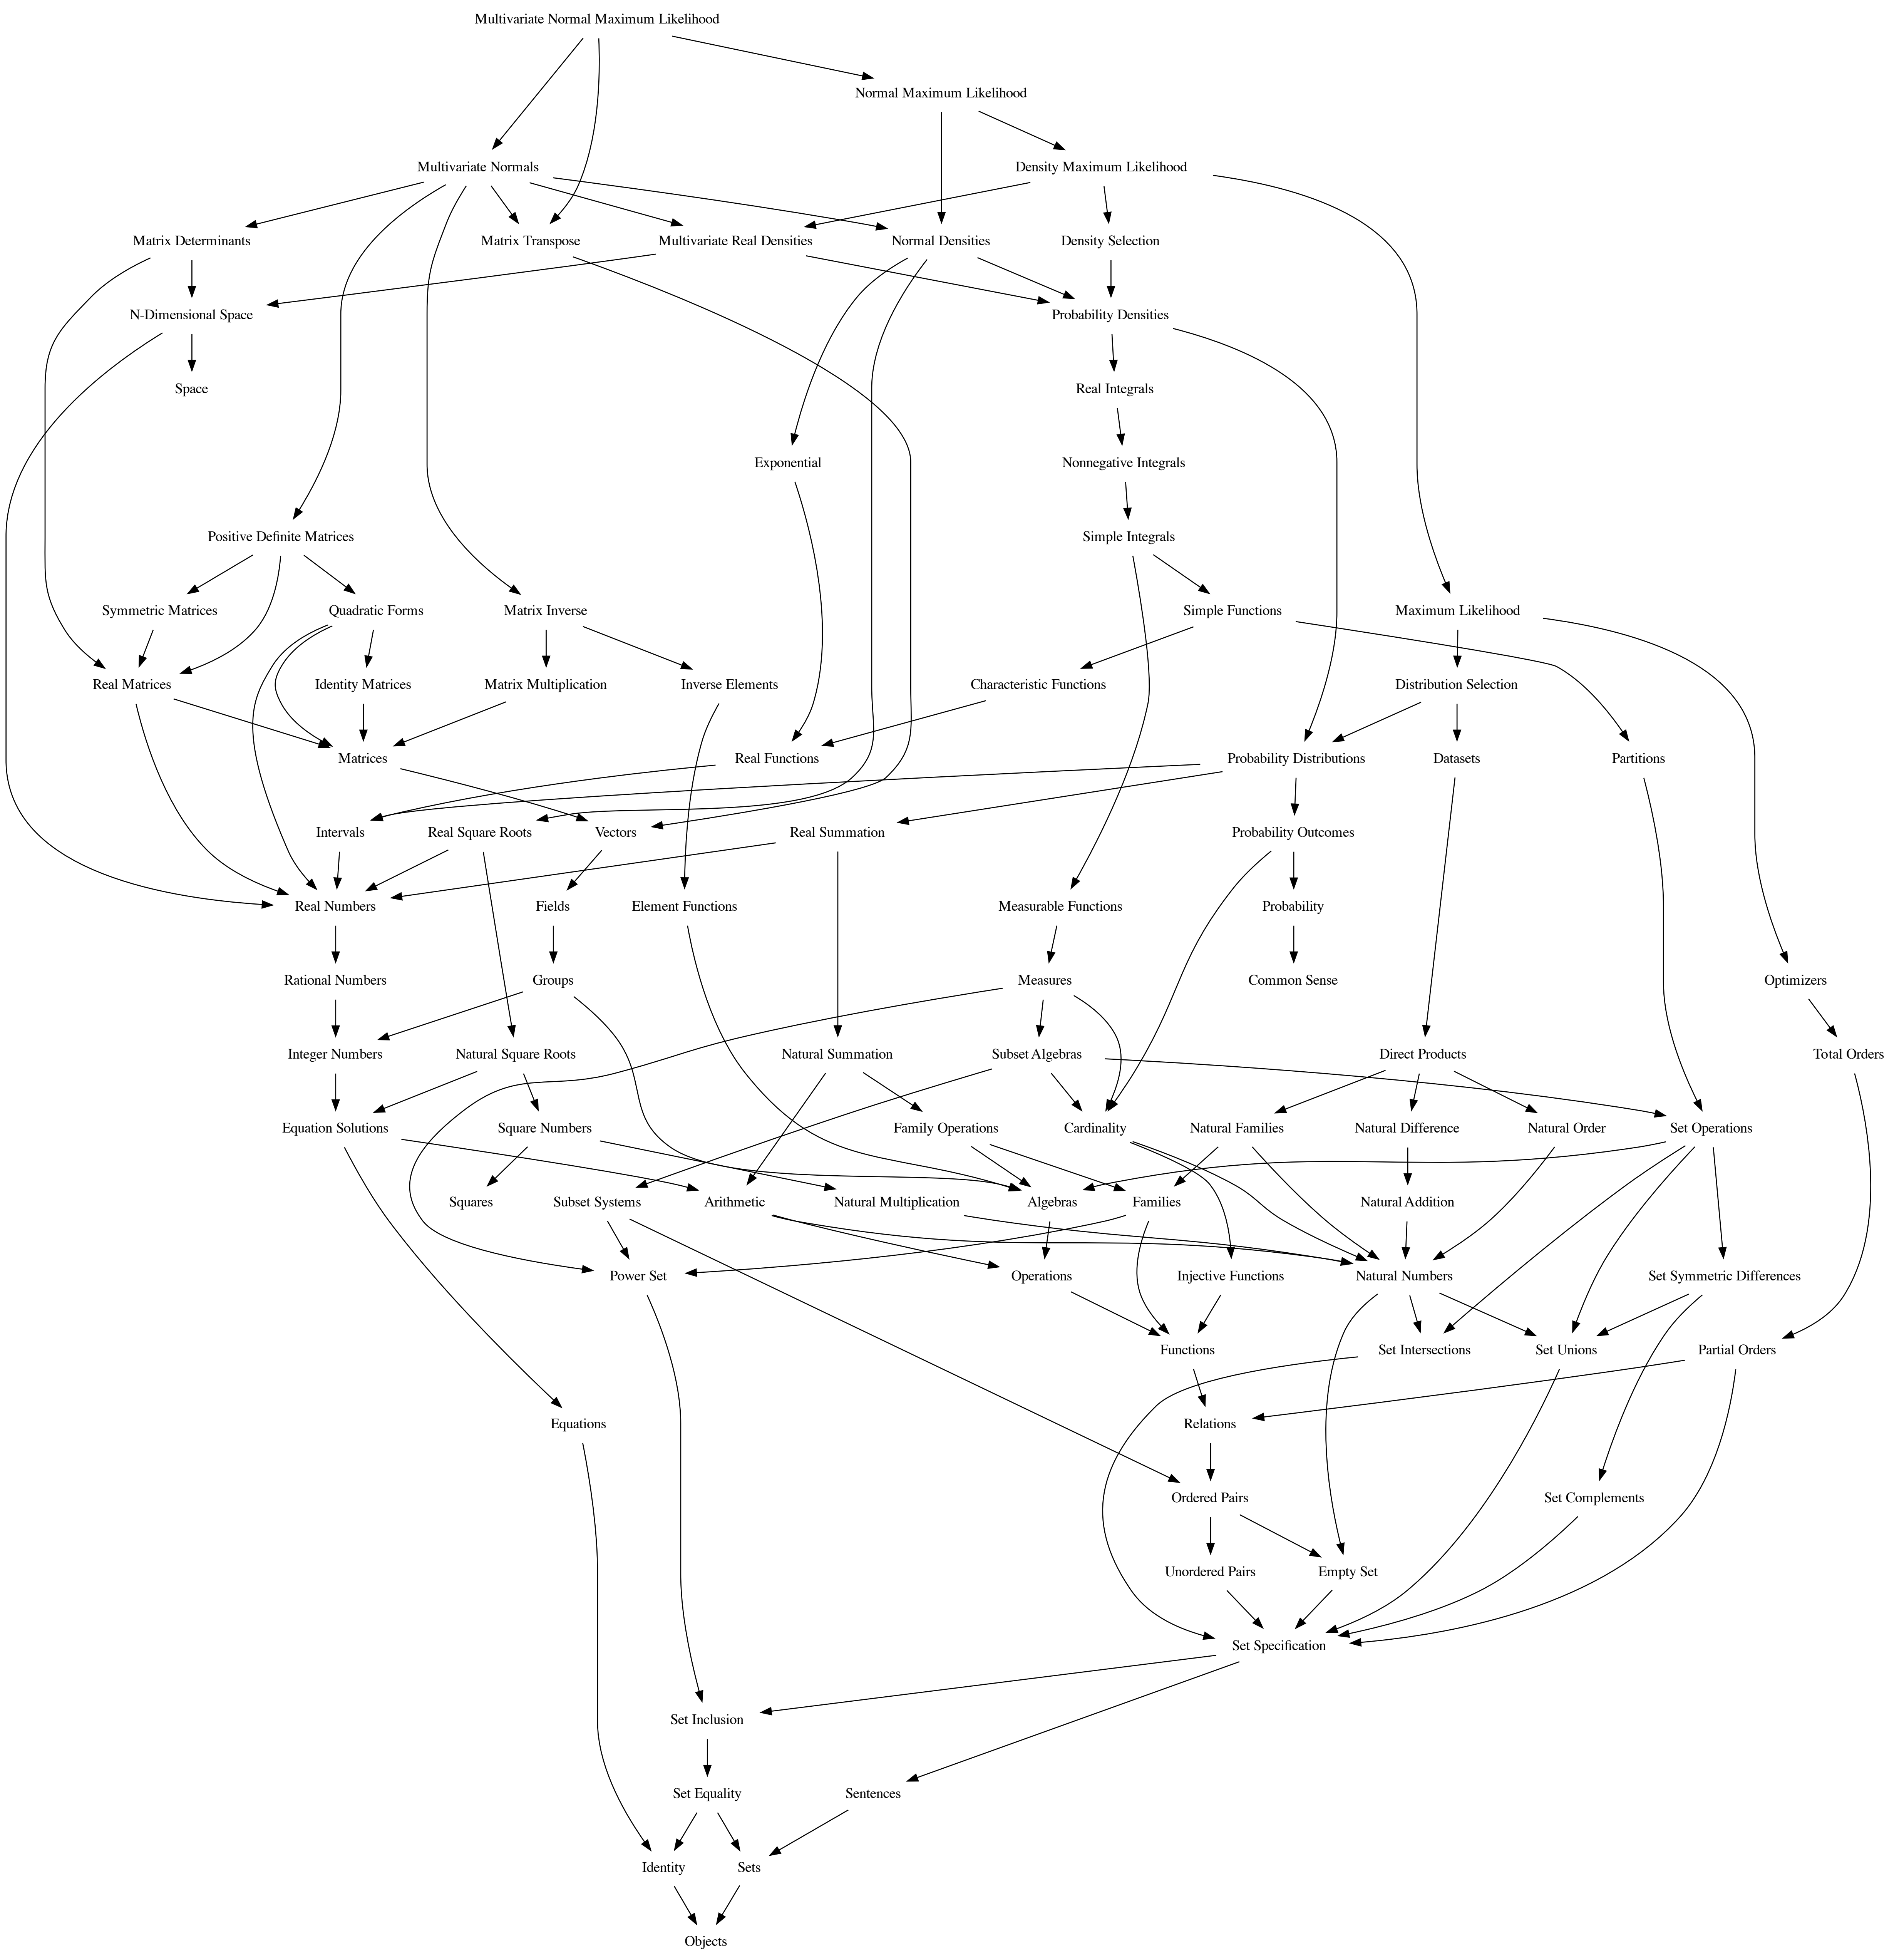 Multivariate Normal Maximum Likelihood
Normal Maximum Likelihood
Multivariate Normals
Density Maximum Likelihood
Matrix Determinants
Matrix Transpose
Multivariate Real Densities
Normal Densities
Density Selection
N-Dimensional Space
Probability Densities
Space
Real Integrals
Exponential
Nonnegative Integrals
Positive Definite Matrices
Simple Integrals
Symmetric Matrices
Quadratic Forms
Matrix Inverse
Simple Functions
Maximum Likelihood
Real Matrices
Identity Matrices
Matrix Multiplication
Inverse Elements
Characteristic Functions
Distribution Selection
Matrices
Real Functions
Probability Distributions
Datasets
Partitions
Intervals
Real Square Roots
Vectors
Real Summation
Probability Outcomes
Real Numbers
Fields
Element Functions
Measurable Functions
Probability
Rational Numbers
Groups
Measures
Common Sense
Optimizers
Integer Numbers
Natural Square Roots
Natural Summation
Subset Algebras
Direct Products
Total Orders
Equation Solutions
Square Numbers
Family Operations
Cardinality
Natural Families
Natural Difference
Natural Order
Set Operations
Squares
Subset Systems
Arithmetic
Natural Multiplication
Algebras
Families
Natural Addition
Power Set
Operations
Injective Functions
Natural Numbers
Set Symmetric Differences
Functions
Set Intersections
Set Unions
Partial Orders
Equations
Relations
Ordered Pairs
Set Complements
Unordered Pairs
Empty Set
Set Specification
Set Inclusion
Set Equality
Sentences
Identity
Sets
Objects